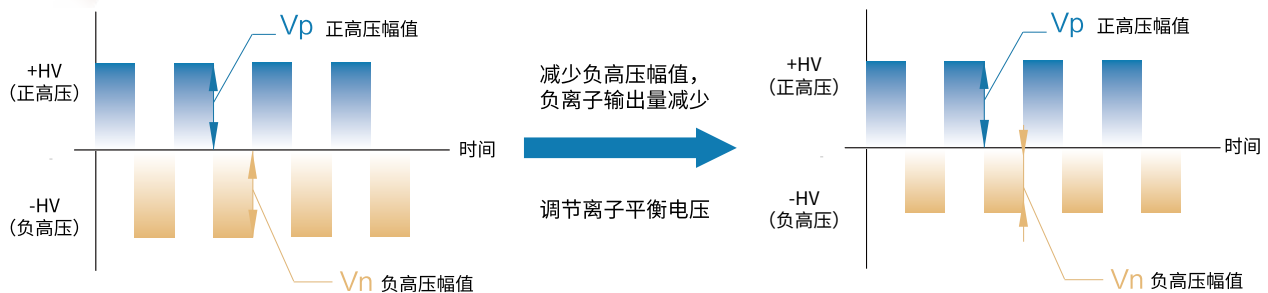 Vp 正高压幅值
+HV
（正高压）
时间
-HV
（负高压）
Vn 负高压幅值
减少负高压幅值，
负离子输出量减少
调节离子平衡电压
Vp 正高压幅值
+HV
（正高压）
时间
-HV
（负高压）
Vn 负高压幅值